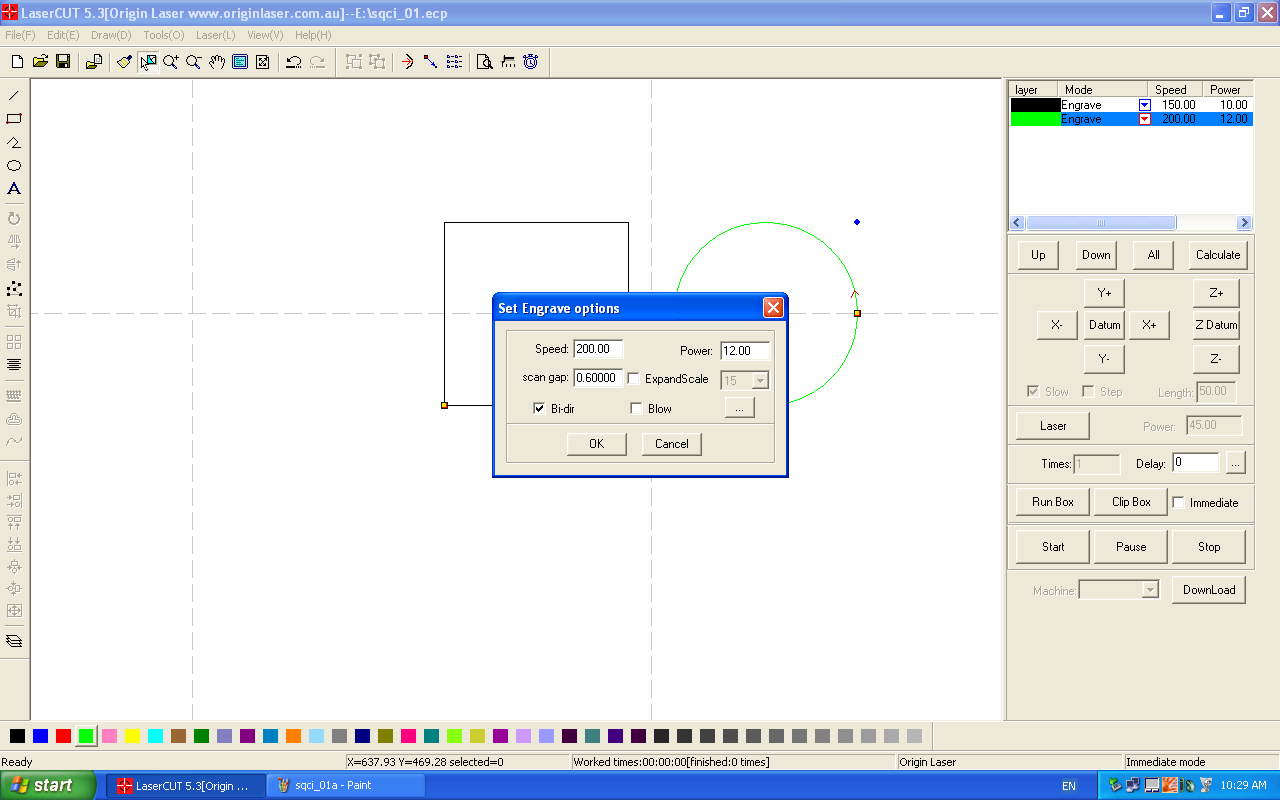 LaserCUT 5.3[Origin Laser www.originlaser.com.au]--E:\sqci_01.ecp
File(F) Edit(E) Draw(D) Tools(O) Laser(L) View(V) Help(H)
layer Mode Speed Power
Engrave 150.00 10.00
Engrave 200.00 12.00
Up Down All Calculate
Y+ Z+
X- Datum X+ Z Datum
Y- Z-
Slow Step Length: 50.00
Laser Power: 45.00
Times: 1 Delay: 0 ...
Run Box Clip Box Immediate
Start Pause Stop
Machine: DownLoad
Set Engrave options
Speed: 200.00 Power: 12.00
scan gap: 0.60000 ExpandScale 15
Bi-dir Blow ...
OK Cancel
Ready X=637.93 Y=469.28 selected=0 Worked times:00:00:00[finished:0 times] Origin Laser Immediate mode
start LaserCUT 5.3[Origin ... sqci_01a - Paint EN 10:29 AM